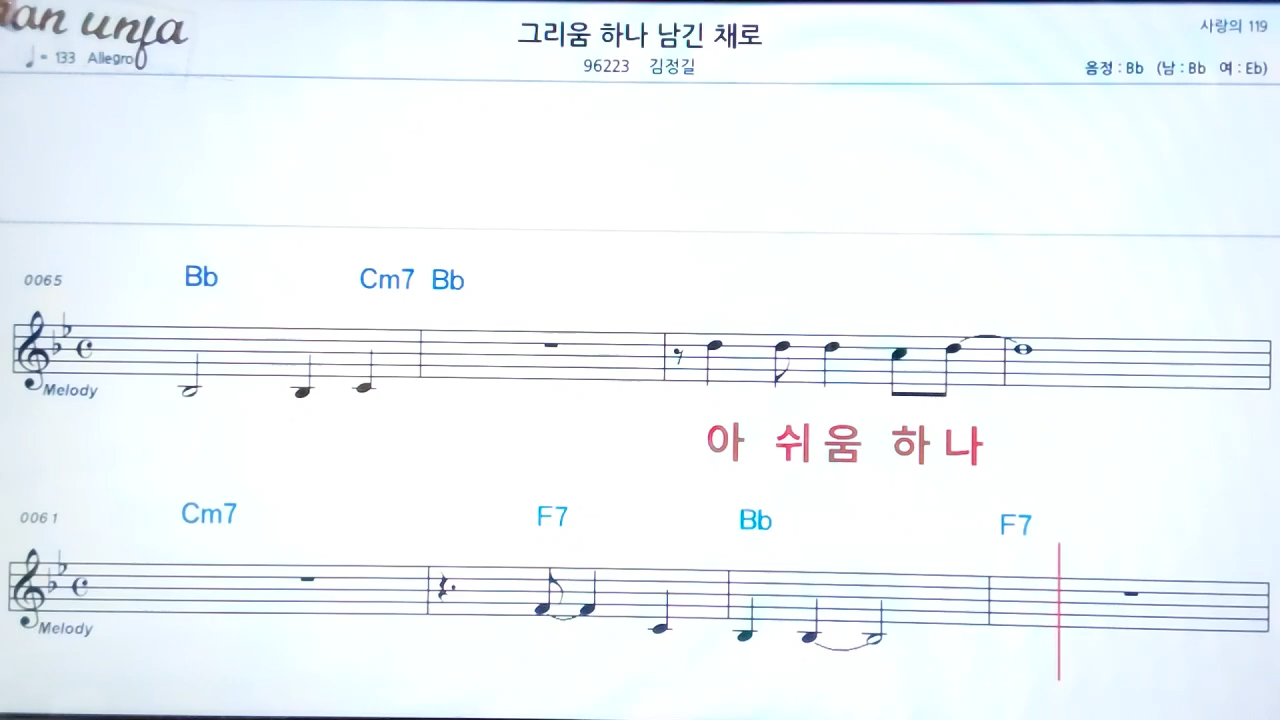 그리움 하나 남긴 채로
사랑의 119
♩= 133 Allegro
96223 김정길
음정 : Bb (남 : Bb 여 : Eb)
0065
Bb Cm7 Bb
Melody
아 쉬움 하나
0061
Cm7 F7 Bb F7
Melody